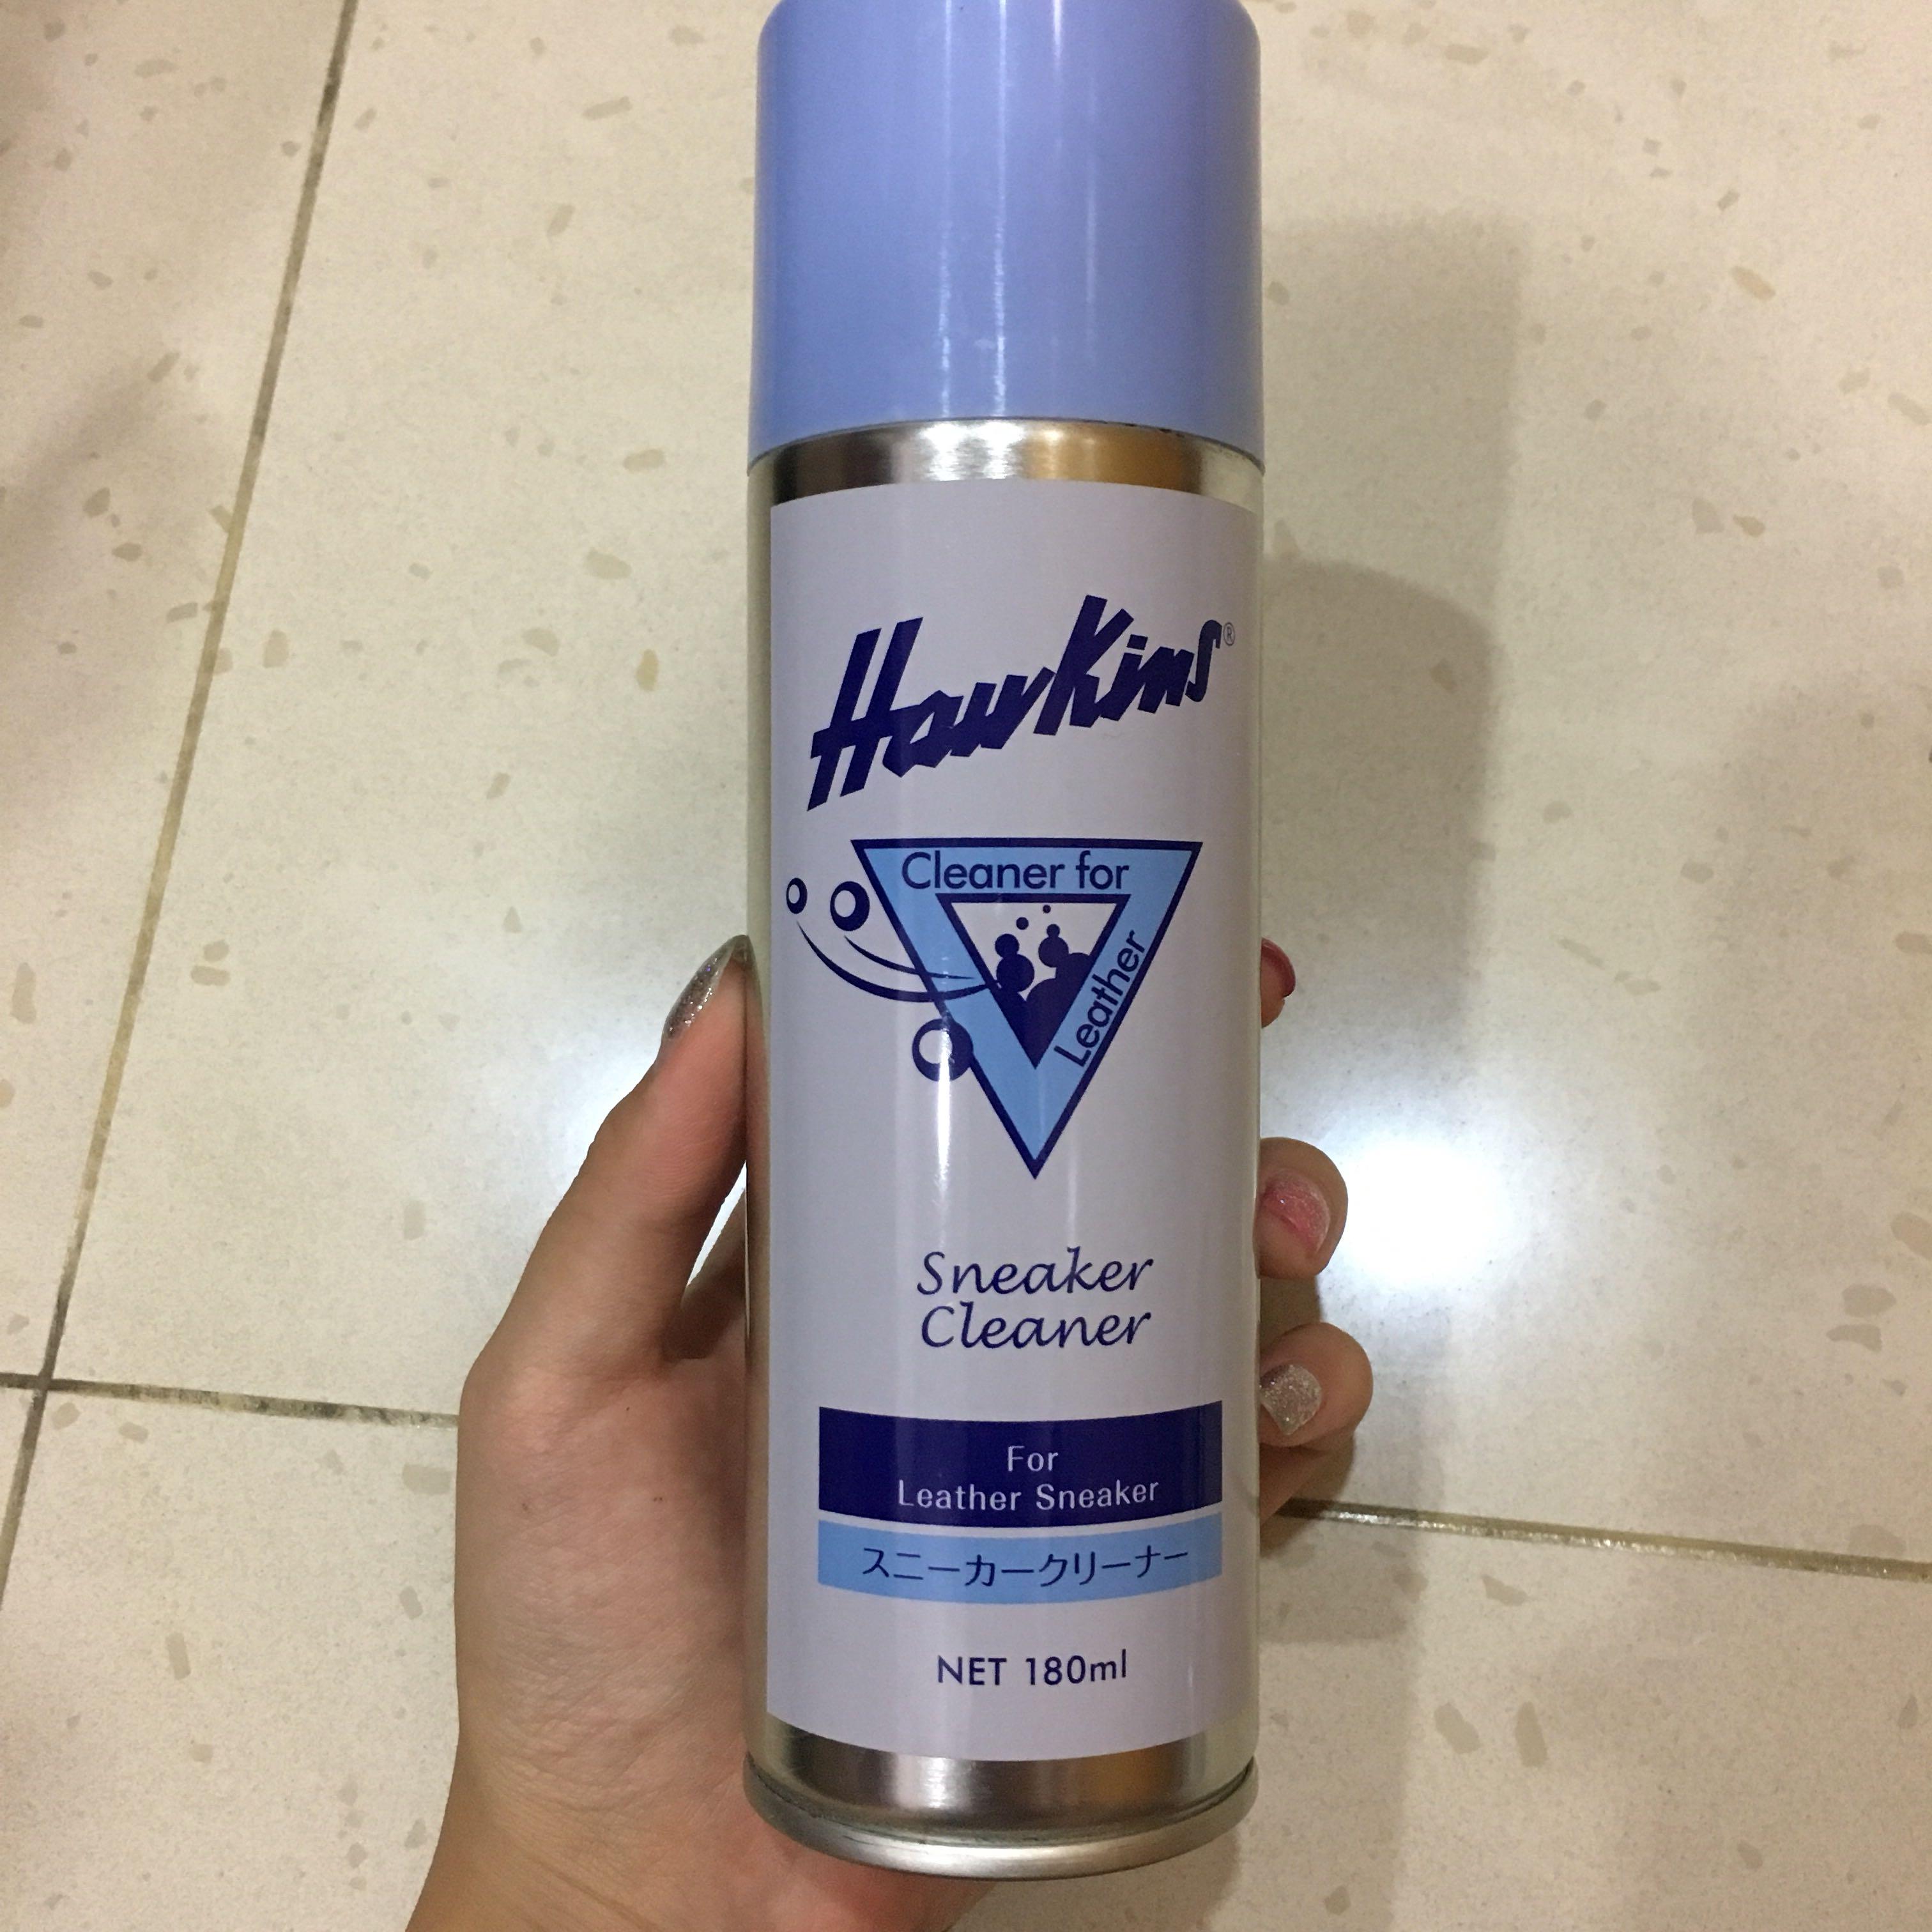 Hawkins®
Cleaner for
Leather
Sneaker
Cleaner
For
Leather Sneaker
スニーカークリーナー
NET 180ml